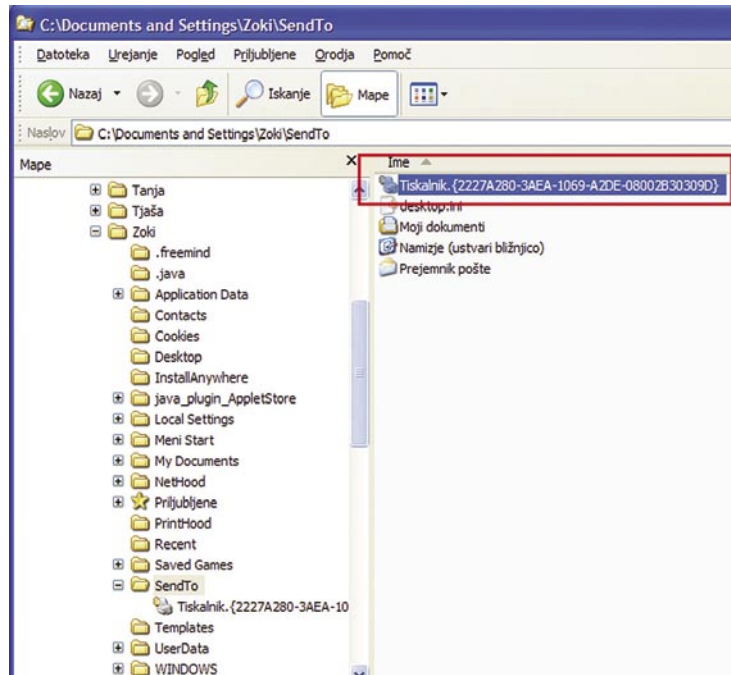 C:\Documents and Settings\Zoki\SendTo
Datoteka Urejanje Pogled Priljubljene Orodja Pomoč
Nazaj Iskanje Mape
Naslov C:\Documents and Settings\Zoki\SendTo
Mape X
Tanja
Tjaša
Zoki
.freemind
.java
Application Data
Contacts
Cookies
Desktop
InstallAnywhere
java_plugin_AppletStore
Local Settings
Meni Start
My Documents
NetHood
Priljubljene
PrintHood
Recent
Saved Games
SendTo
Tiskalnik.{2227A280-3AEA-10
Templates
UserData
WINDOWS
Ime
Tiskalnik.{2227A280-3AEA-1069-A2DE-08002B30309D}
desktop.ini
Moji dokumenti
Namizje (ustvari bližnjico)
Prejemnik pošte